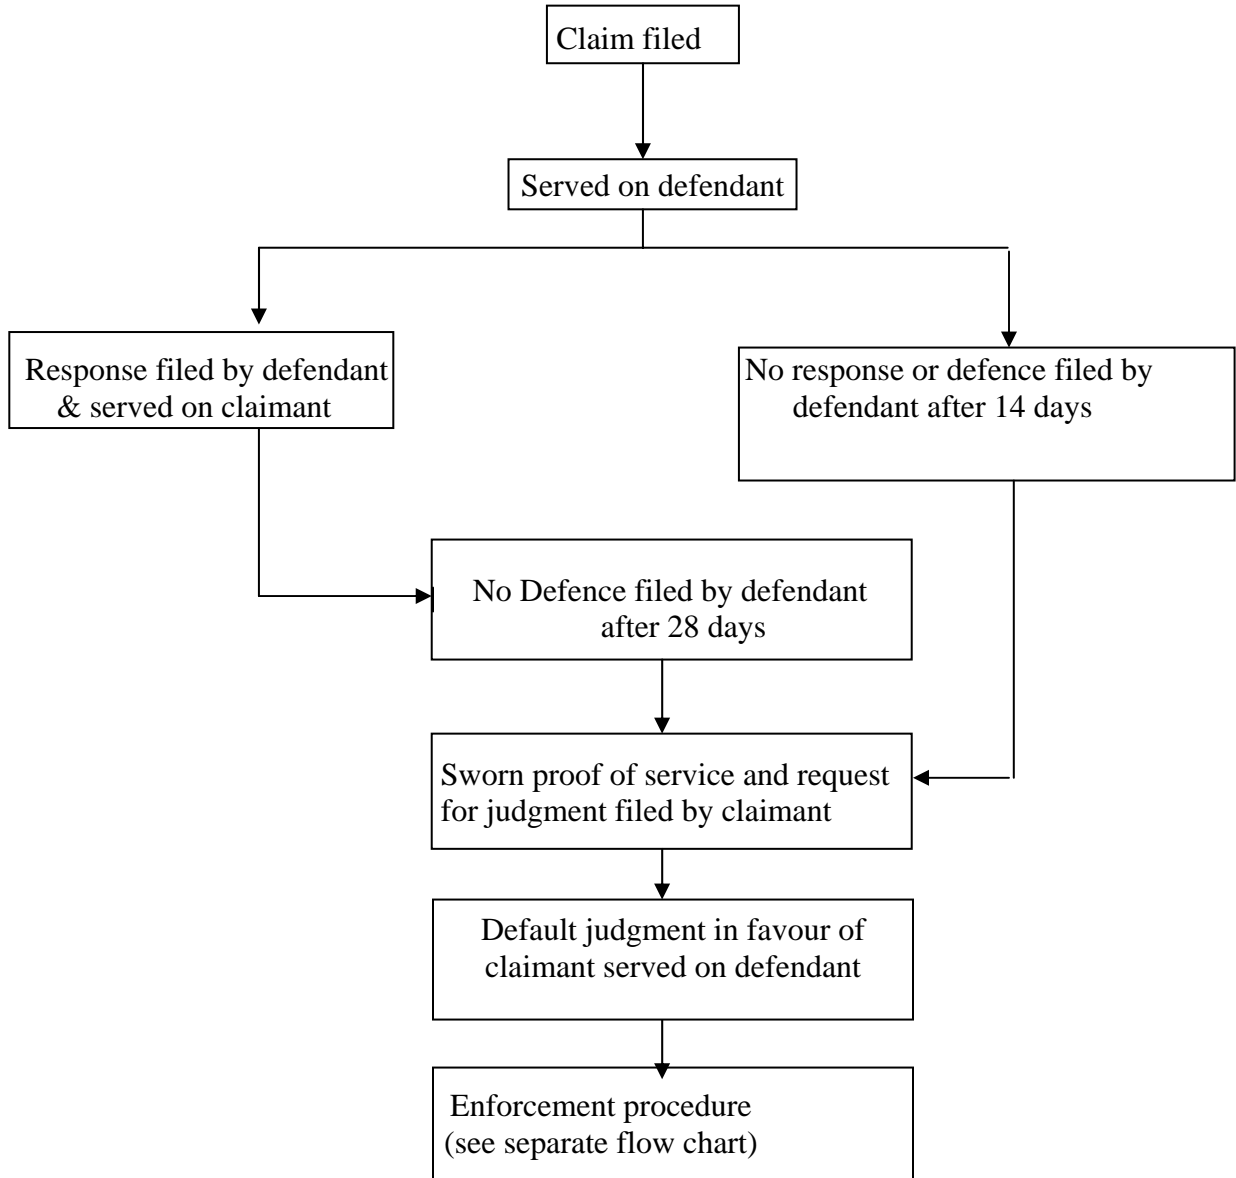 Claim filed
Served on defendant
Response filed by defendant
& served on claimant
No response or defence filed by
defendant after 14 days
No Defence filed by defendant
after 28 days
Sworn proof of service and request
for judgment filed by claimant
Default judgment in favour of
claimant served on defendant
Enforcement procedure
(see separate flow chart)